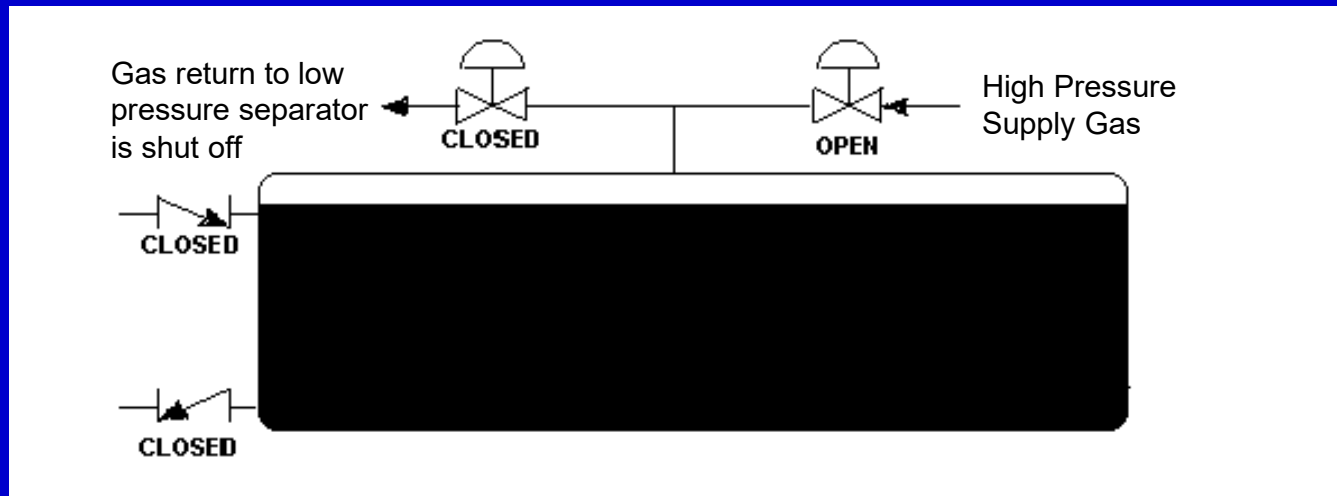 Gas return to low
pressure separator
is shut off
CLOSED
OPEN
High Pressure
Supply Gas
CLOSED
CLOSED